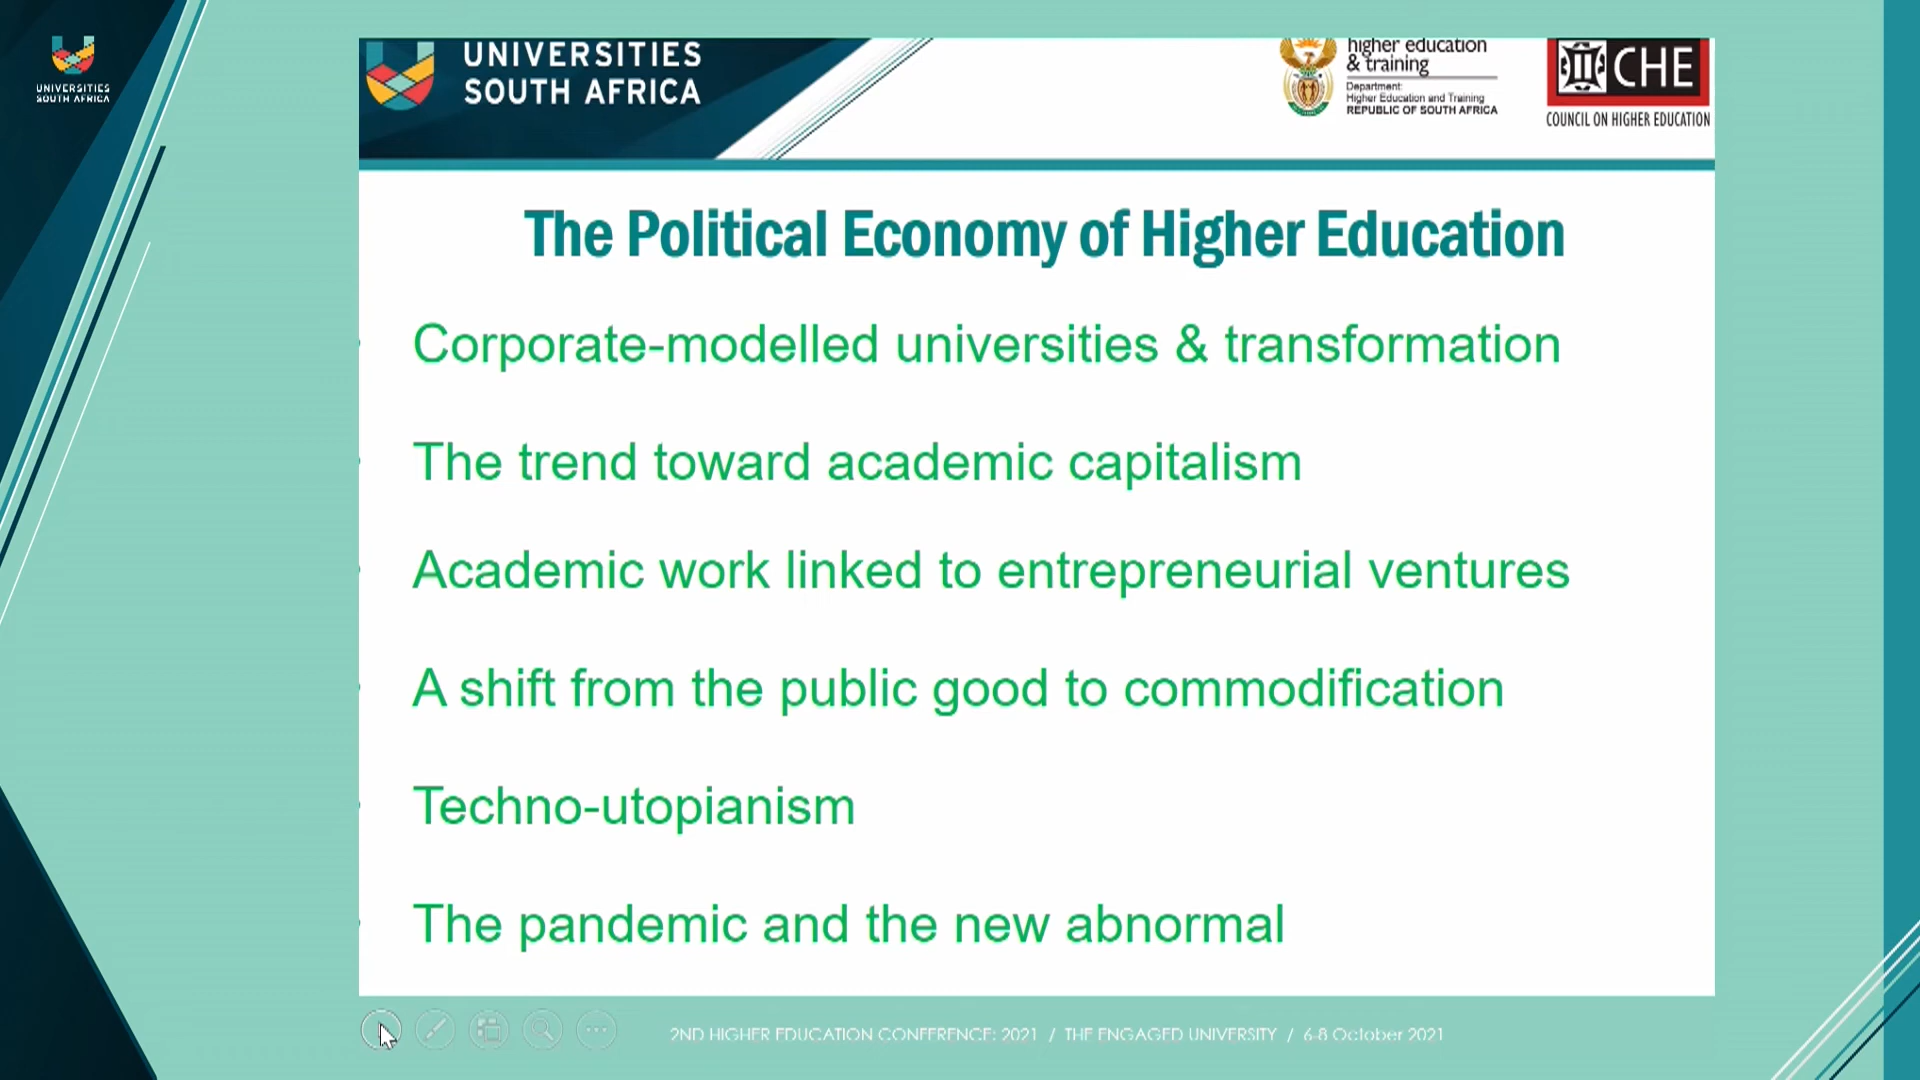 UNIVERSITIES
SOUTH AFRICA
UNIVERSITIES
SOUTH AFRICA
higher education
& training
Department:
Higher Education and Training
REPUBLIC OF SOUTH AFRICA
CHE
COUNCIL ON HIGHER EDUCATION
The Political Economy of Higher Education
Corporate-modelled universities & transformation
The trend toward academic capitalism
Academic work linked to entrepreneurial ventures
A shift from the public good to commodification
Techno-utopianism
The pandemic and the new abnormal
2ND HIGHER EDUCATION CONFERENCE: 2021 / THE ENGAGED UNIVERSITY / 6-8 October 2021